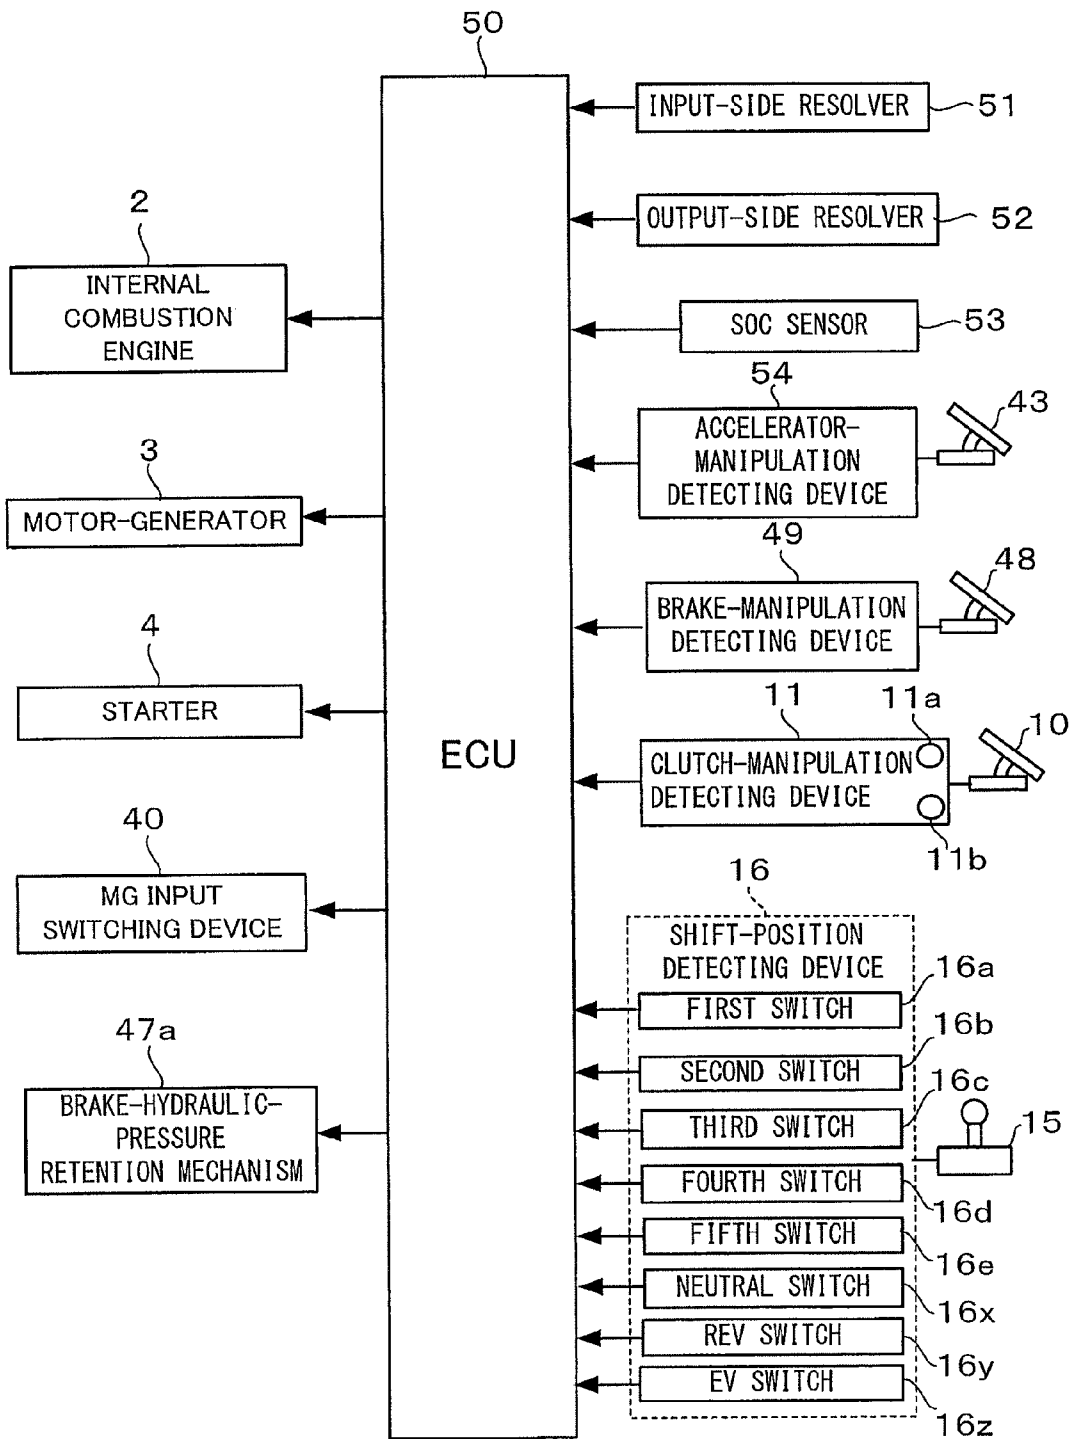 50
INPUT-SIDE RESOLVER
51
OUTPUT-SIDE RESOLVER
52
2
INTERNAL
COMBUSTION
ENGINE
SOC SENSOR
53
54
ACCELERATOR-
MANIPULATION
DETECTING DEVICE
43
3
MOTOR-GENERATOR
49
BRAKE-MANIPULATION
DETECTING DEVICE
48
4
STARTER
ECU
11
11a
CLUTCH-MANIPULATION
DETECTING DEVICE
10
11b
40
MG INPUT
SWITCHING DEVICE
16
SHIFT-POSITION
DETECTING DEVICE
FIRST SWITCH
16a
SECOND SWITCH
16b
47a
BRAKE-HYDRAULIC-
PRESSURE
RETENTION MECHANISM
THIRD SWITCH
16c
15
FOURTH SWITCH
16d
FIFTH SWITCH
16e
NEUTRAL SWITCH
16x
REV SWITCH
16y
EV SWITCH
16z